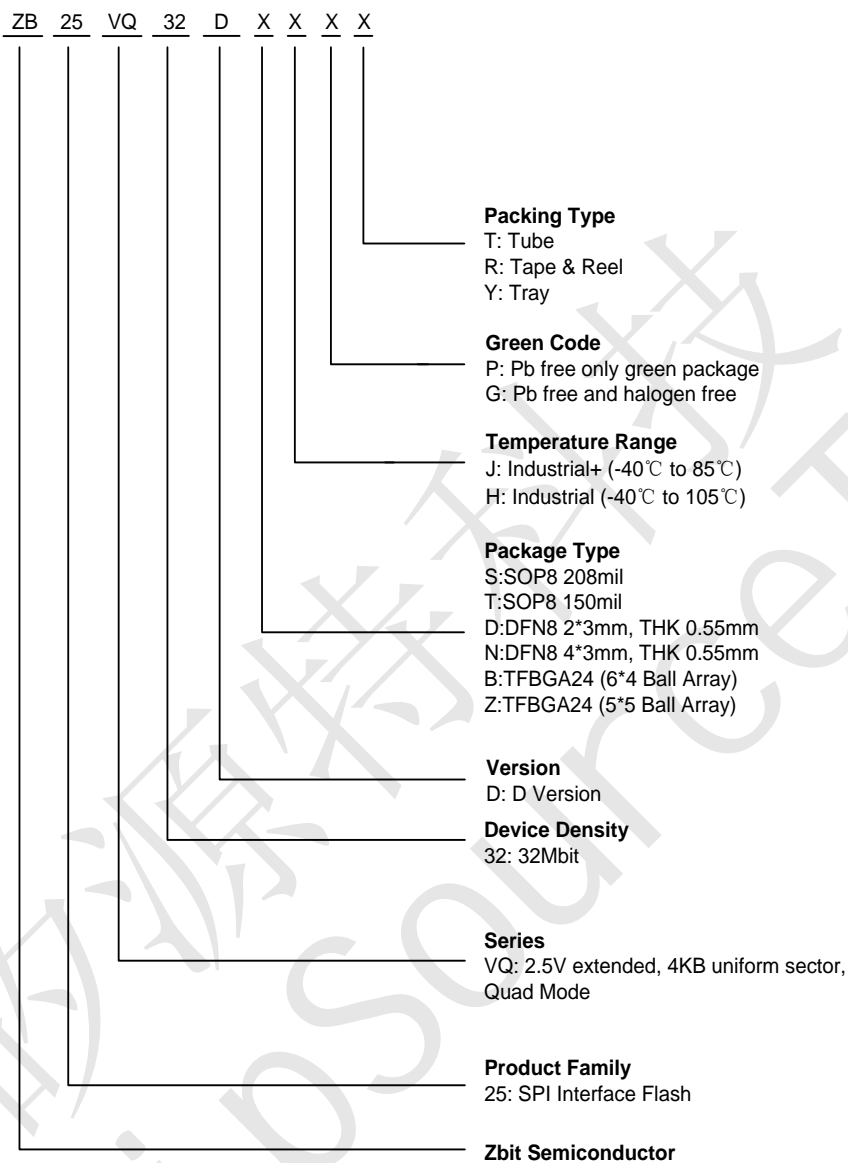 ZB 25 VQ 32 D X X X X
Packing Type
T: Tube
R: Tape & Reel
Y: Tray
Green Code
P: Pb free only green package
G: Pb free and halogen free
Temperature Range
J: Industrial+ (-40℃ to 85℃)
H: Industrial (-40℃ to 105℃)
Package Type
S:SOP8 208mil
T:SOP8 150mil
D:DFN8 2*3mm, THK 0.55mm
N:DFN8 4*3mm, THK 0.55mm
B:TFBGA24 (6*4 Ball Array)
Z:TFBGA24 (5*5 Ball Array)
Version
D: D Version
Device Density
32: 32Mbit
Series
VQ: 2.5V extended, 4KB uniform sector,
Quad Mode
Product Family
25: SPI Interface Flash
Zbit Semiconductor
源特科技